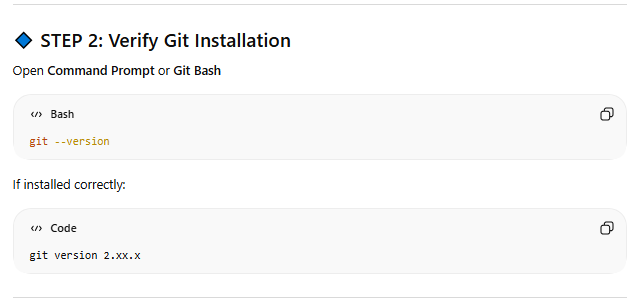 STEP 2: Verify Git Installation
Open Command Prompt or Git Bash
</> Bash
git --version
If installed correctly:
</> Code
git version 2.xx.x